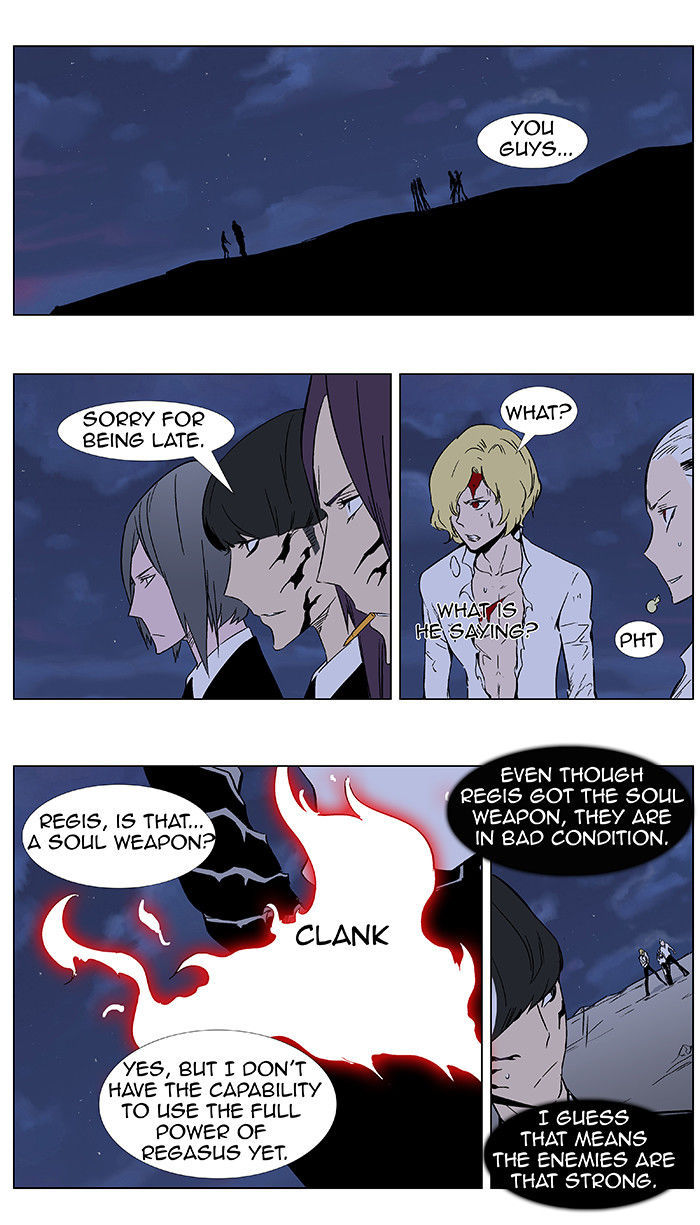 YOU
GUYS...
SORRY FOR
BEING LATE.
WHAT?
WHAT IS
HE SAYING?
PHT
REGIS, IS THAT...
A SOUL WEAPON?
CLANK
YES, BUT I DON'T
HAVE THE CAPABILITY
TO USE THE FULL
POWER OF
REGASUS YET.
EVEN THOUGH
REGIS GOT THE SOUL
WEAPON, THEY ARE
IN BAD CONDITION.
I GUESS
THAT MEANS
THE ENEMIES ARE
THAT STRONG.